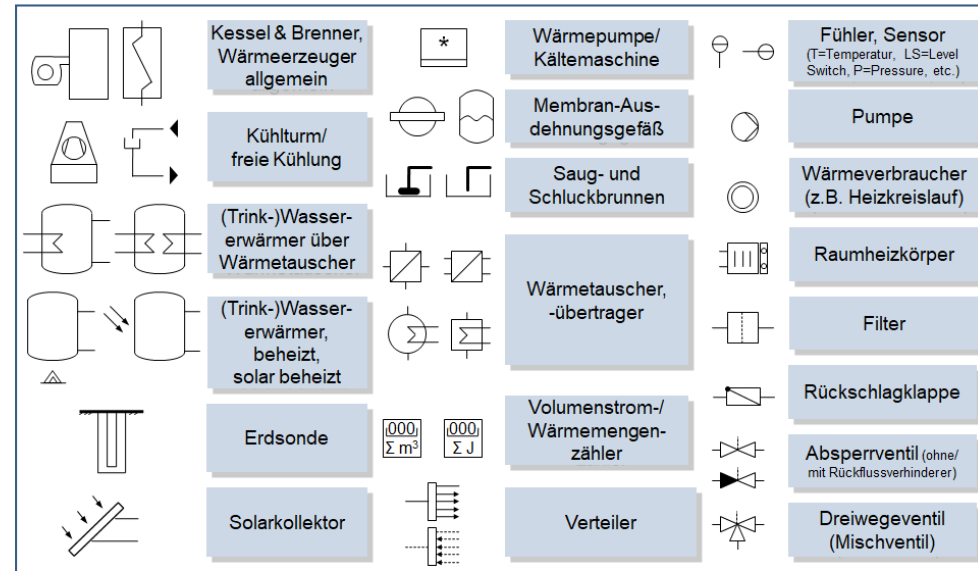 Kessel & Brenner,
Wärmeerzeuger
allgemein
Kühlturm/
freie Kühlung
(Trink-)Wasser-
erwärmer über
Wärmetauscher
(Trink-)Wasser-
erwärmer,
beheizt,
solar beheizt
Erdsonde
Solarkollektor
*
Wärmepumpe/
Kältemaschine
Membran-Aus-
dehnungsgefäß
Saug- und
Schluckbrunnen
Wärmetauscher,
-übertrager
000
Σ m³
000
Σ J
Volumenstrom-/
Wärmemengen-
zähler
Verteiler
Fühler, Sensor
(T=Temperatur, LS=Level
Switch, P=Pressure, etc.)
Pumpe
Wärmeverbraucher
(z.B. Heizkreislauf)
Raumheizkörper
Filter
Rückschlagklappe
Absperrventil (ohne/
mit Rückflussverhinderer)
Dreiwegeventil
(Mischventil)